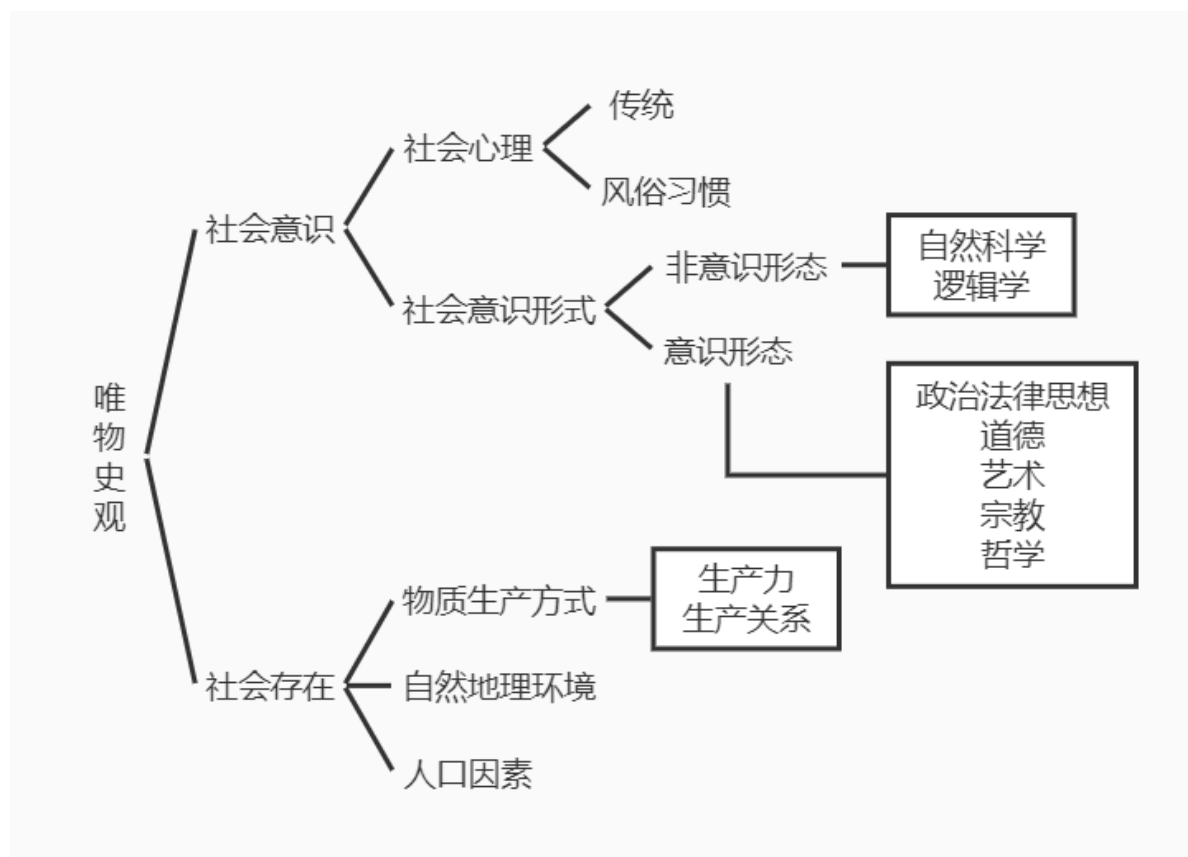 传统
社会心理
风俗习惯
社会意识
自然科学
逻辑学
非意识形态
社会意识形式
意识形态
政治法律思想
道德
艺术
宗教
哲学
唯物史观
生产力
生产关系
物质生产方式
社会存在
自然地理环境
人口因素